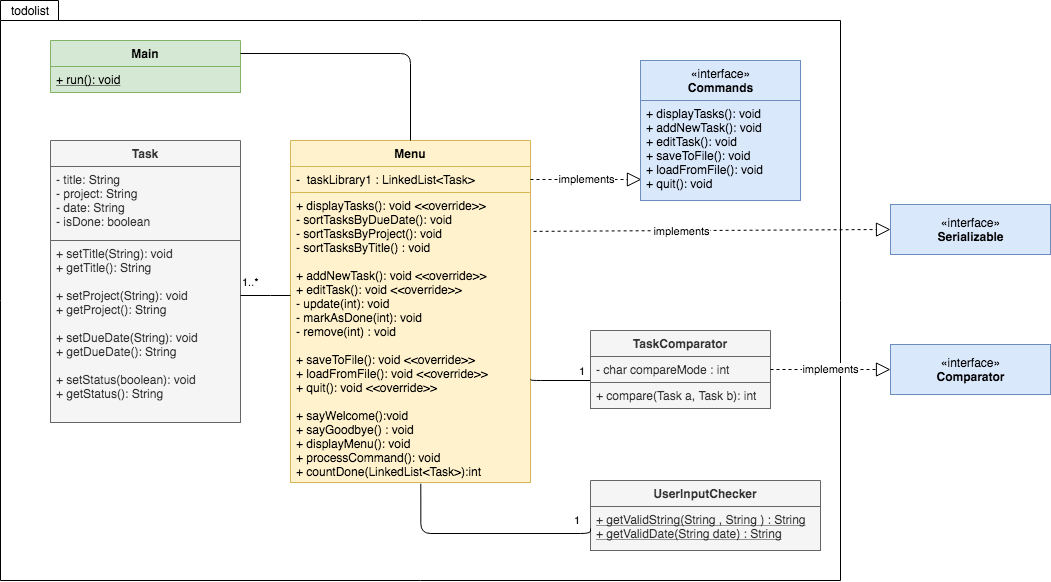 todolist
Main
+ run(): void
Task
- title: String
- project: String
- date: String
- isDone: boolean
+ setTitle(String): void
+ getTitle(): String
+ setProject(String): void
+ getProject(): String
+ setDueDate(String): void
+ getDueDate(): String
+ setStatus(boolean): void
+ getStatus(): String
1..*
Menu
- taskLibrary1 : LinkedList<Task>
+ displayTasks(): void <<override>>
- sortTasksByDueDate(): void
- sortTasksByProject(): void
- sortTasksByTitle() : void
+ addNewTask(): void <<override>>
+ editTask(): void <<override>>
- update(int): void
- markAsDone(int): void
- remove(int) : void
+ saveToFile(): void <<override>>
+ loadFromFile(): void <<override>>
+ quit(): void <<override>>
+ sayWelcome():void
+ sayGoodbye() : void
+ displayMenu(): void
+ processCommand(): void
+ countDone(LinkedList<Task>):int
implements
«interface»
Commands
+ displayTasks(): void
+ addNewTask(): void
+ editTask(): void
+ saveToFile(): void
+ loadFromFile(): void
+ quit(): void
implements
«interface»
Serializable
1
TaskComparator
- char compareMode : int
+ compare(Task a, Task b): int
implements
«interface»
Comparator
1
UserInputChecker
+ getValidString(String , String ) : String
+ getValidDate(String date) : String